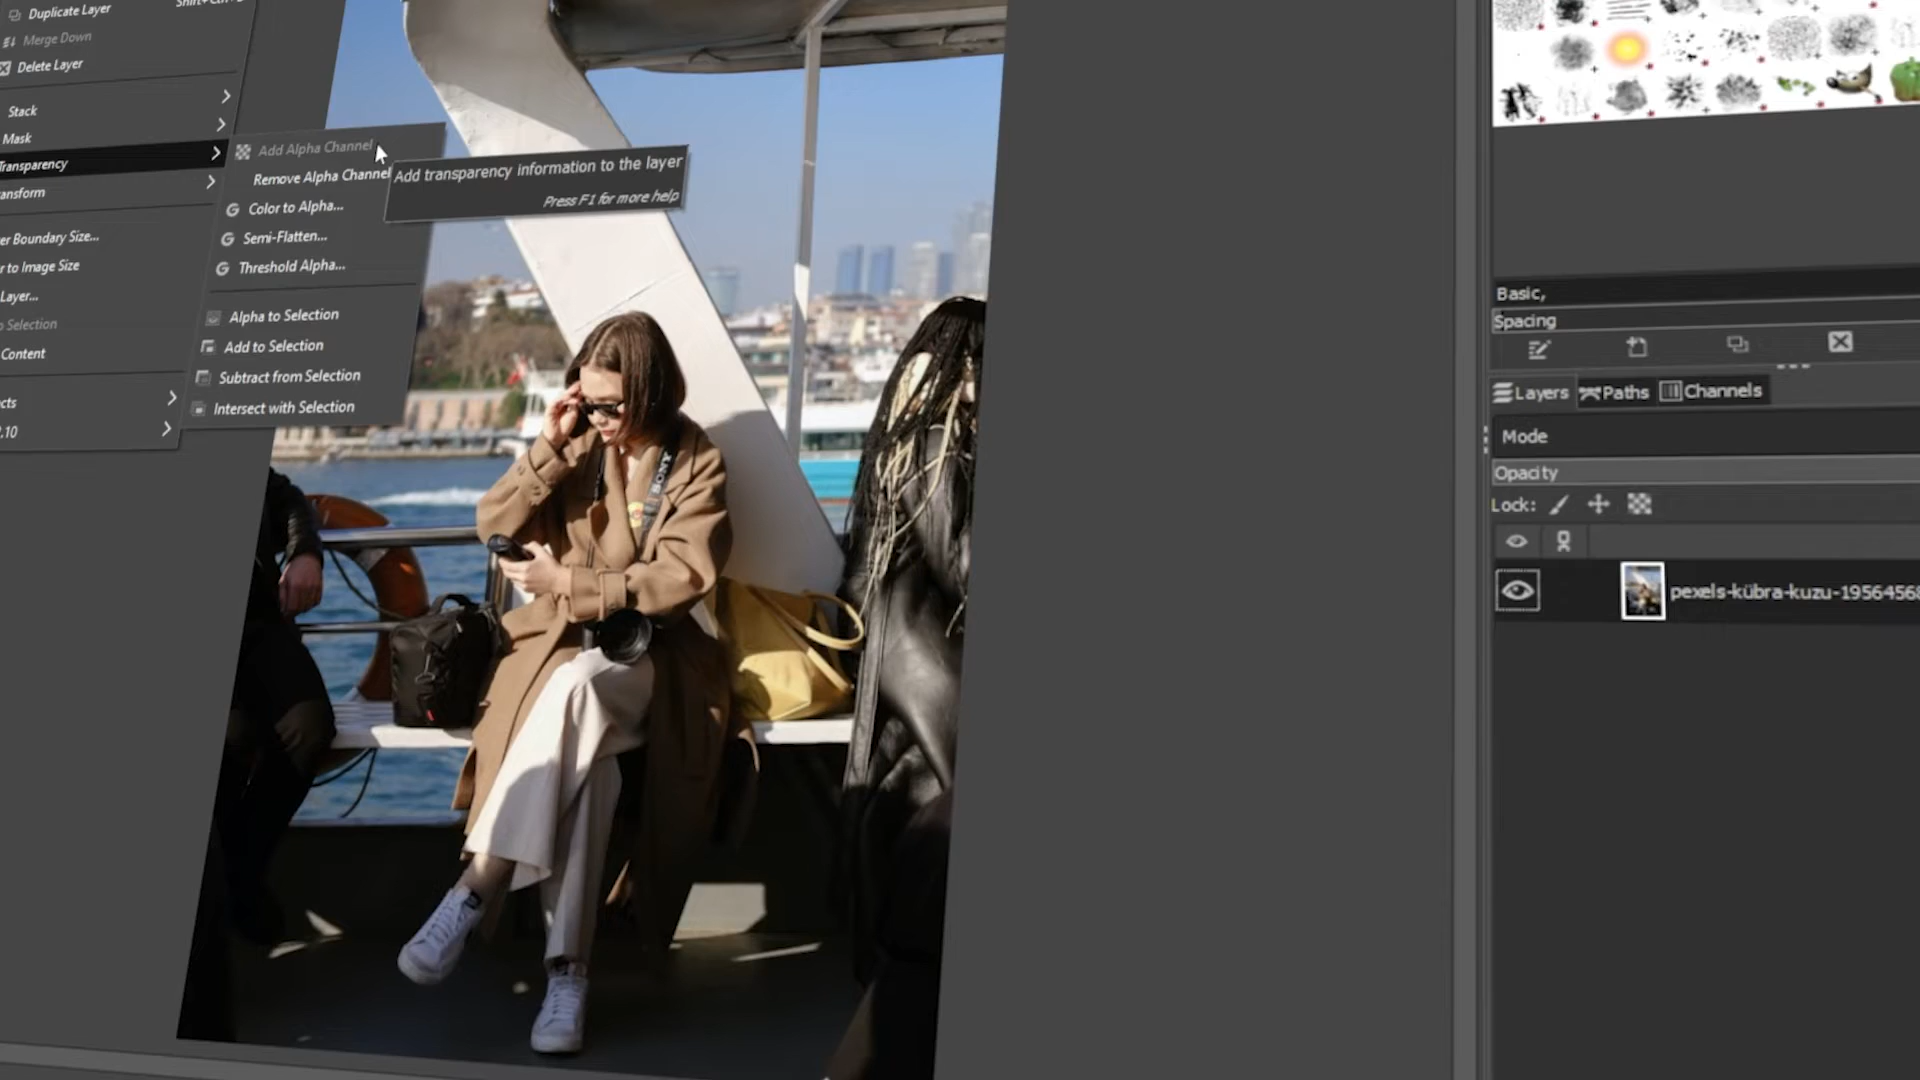 Duplicate Layer
Merge Down
Delete Layer
Stack
Mask
Transparency
Add Alpha Channel
Remove Alpha Channel
Color to Alpha...
Semi-Flatten...
Threshold Alpha...
Alpha to Selection
Add to Selection
Subtract from Selection
Intersect with Selection
Add transparency information to the layer
Press F1 for more help
ansform
er Boundary Size...
r to Image Size
Layer...
o Selection
Content
cts
.10
SONY
Basic,
Spacing
Layers Paths Channels
Mode
Opacity
Lock:
pexels-kübra-kuzu-1956456